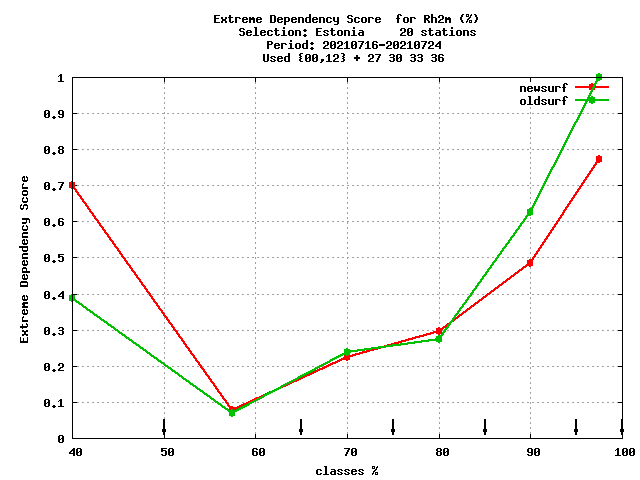 Extreme Dependency Score  for Rh2m (%)
Selection: Estonia     20 stations
Period: 20210716-20210724
Used {00,12} + 27 30 33 36
newsurf
oldsurf
1
0.9
0.8
0.7
0.6
0.5
0.4
0.3
0.2
0.1
0
Extreme Dependency Score
40 50 60 70 80 90 100
classes %